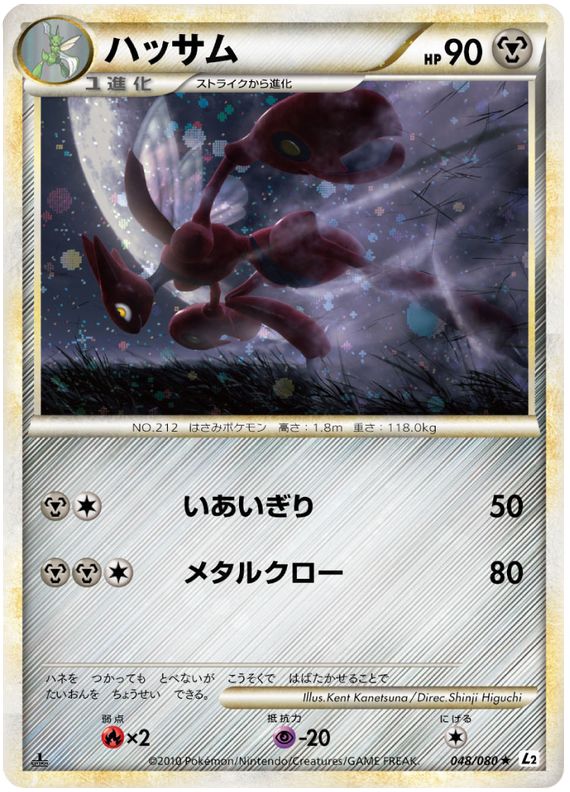 ハッサム HP90
1進化 ストライクから進化
NO.212 はさみポケモン 高さ：1.8m 重さ：118.0kg
いあいぎり 50
メタルクロー 80
ハネを つかっても とべないが こうそくで はばたかせることで
たいおんを ちょうせい できる。
Illus.Kent Kanetsuna/Direc.Shinji Higuchi
弱点 抵抗力 にげる
×2 -20
048/080★ L2
©2010 Pokémon/Nintendo/Creatures/GAME FREAK.
1